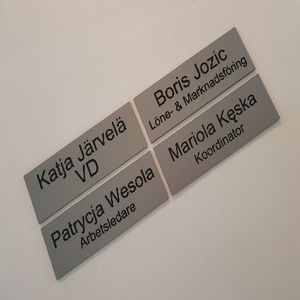 Katja Järvelä
VD
Boris Jozic
Löne- & Marknadsföring
Patrycja Wesola
Arbetsledare
Mariola Kęska
Koordinator